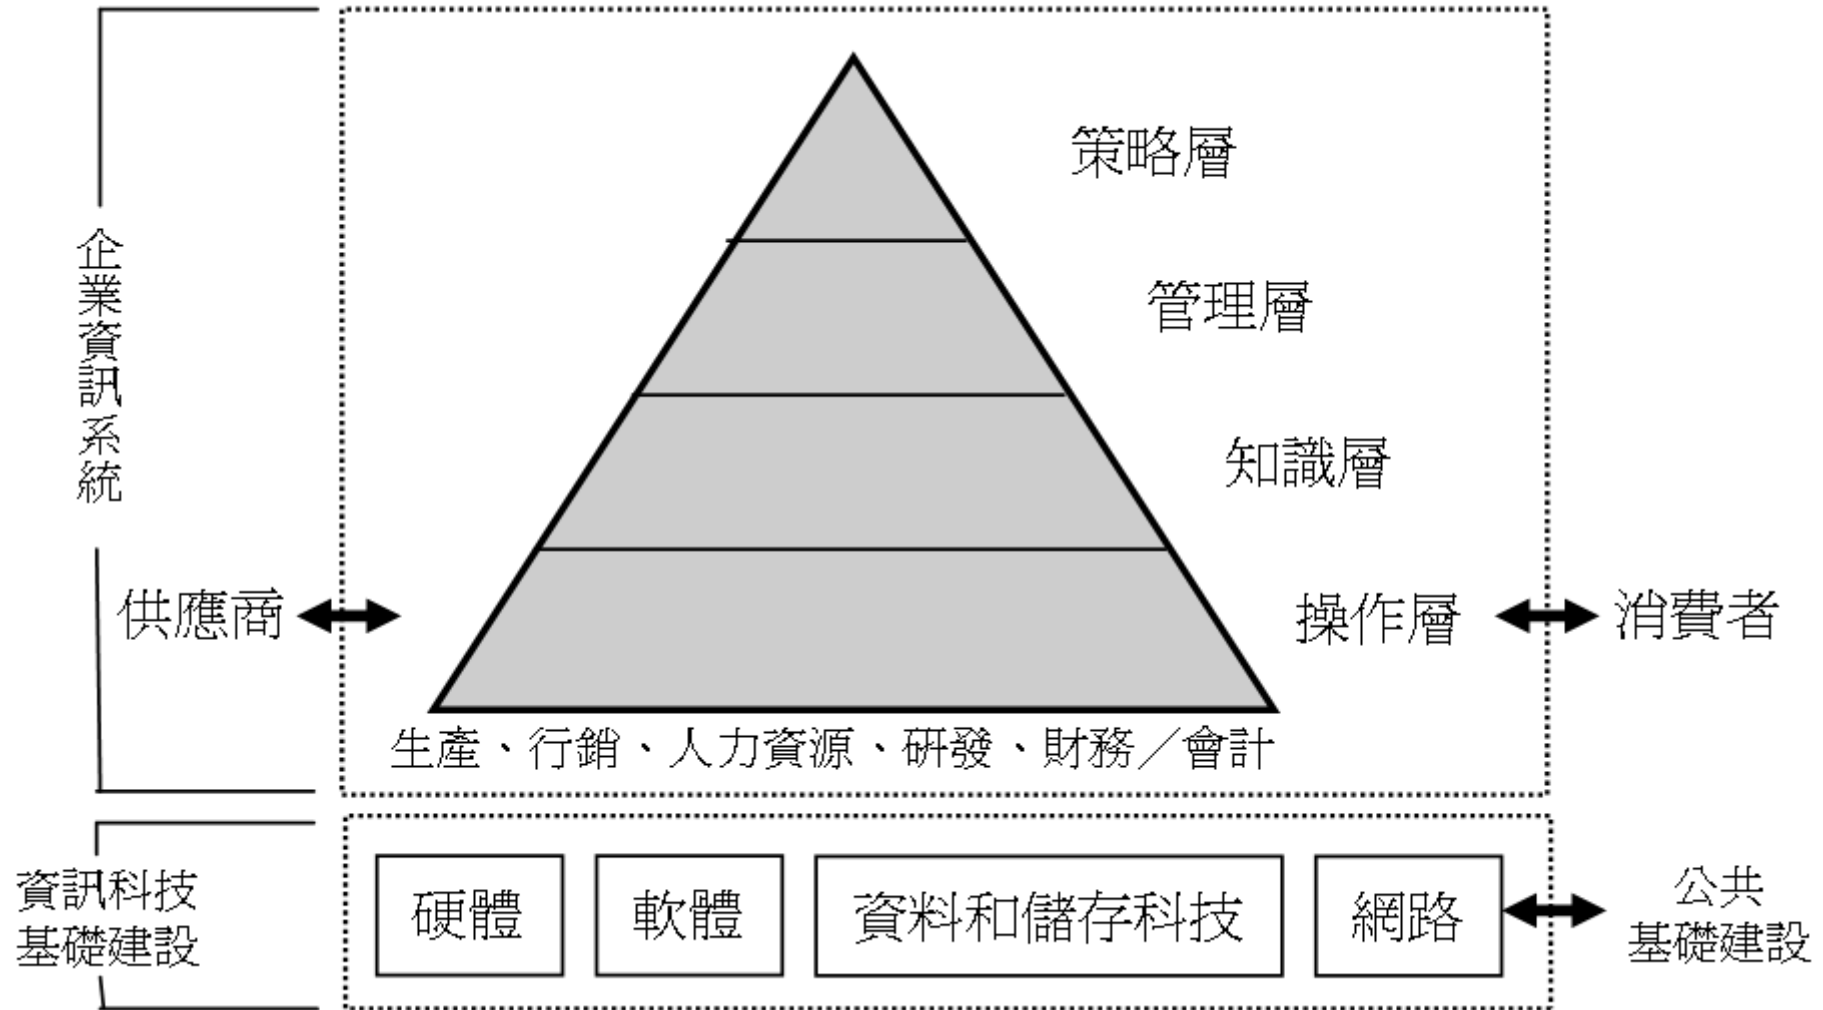 策略層
管理層
企業資訊系統
知識層
供應商
操作層
消費者
生產、行銷、人力資源、研發、財務／會計
資訊科技
基礎建設
硬體
軟體
資料和儲存科技
網路
公共
基礎建設